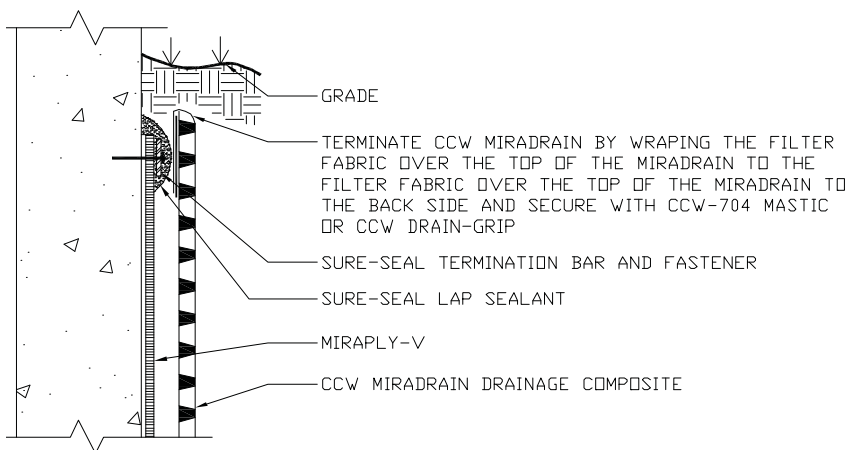 GRADE
TERMINATE CCW MIRADRAIN BY WRAPING THE FILTER
FABRIC OVER THE TOP OF THE MIRADRAIN TO THE
FILTER FABRIC OVER THE TOP OF THE MIRADRAIN TO
THE BACK SIDE AND SECURE WITH CCW-704 MASTIC
OR CCW DRAIN-GRIP
SURE-SEAL TERMINATION BAR AND FASTENER
SURE-SEAL LAP SEALANT
MIRAPLY-V
CCW MIRADRAIN DRAINAGE COMPOSITE